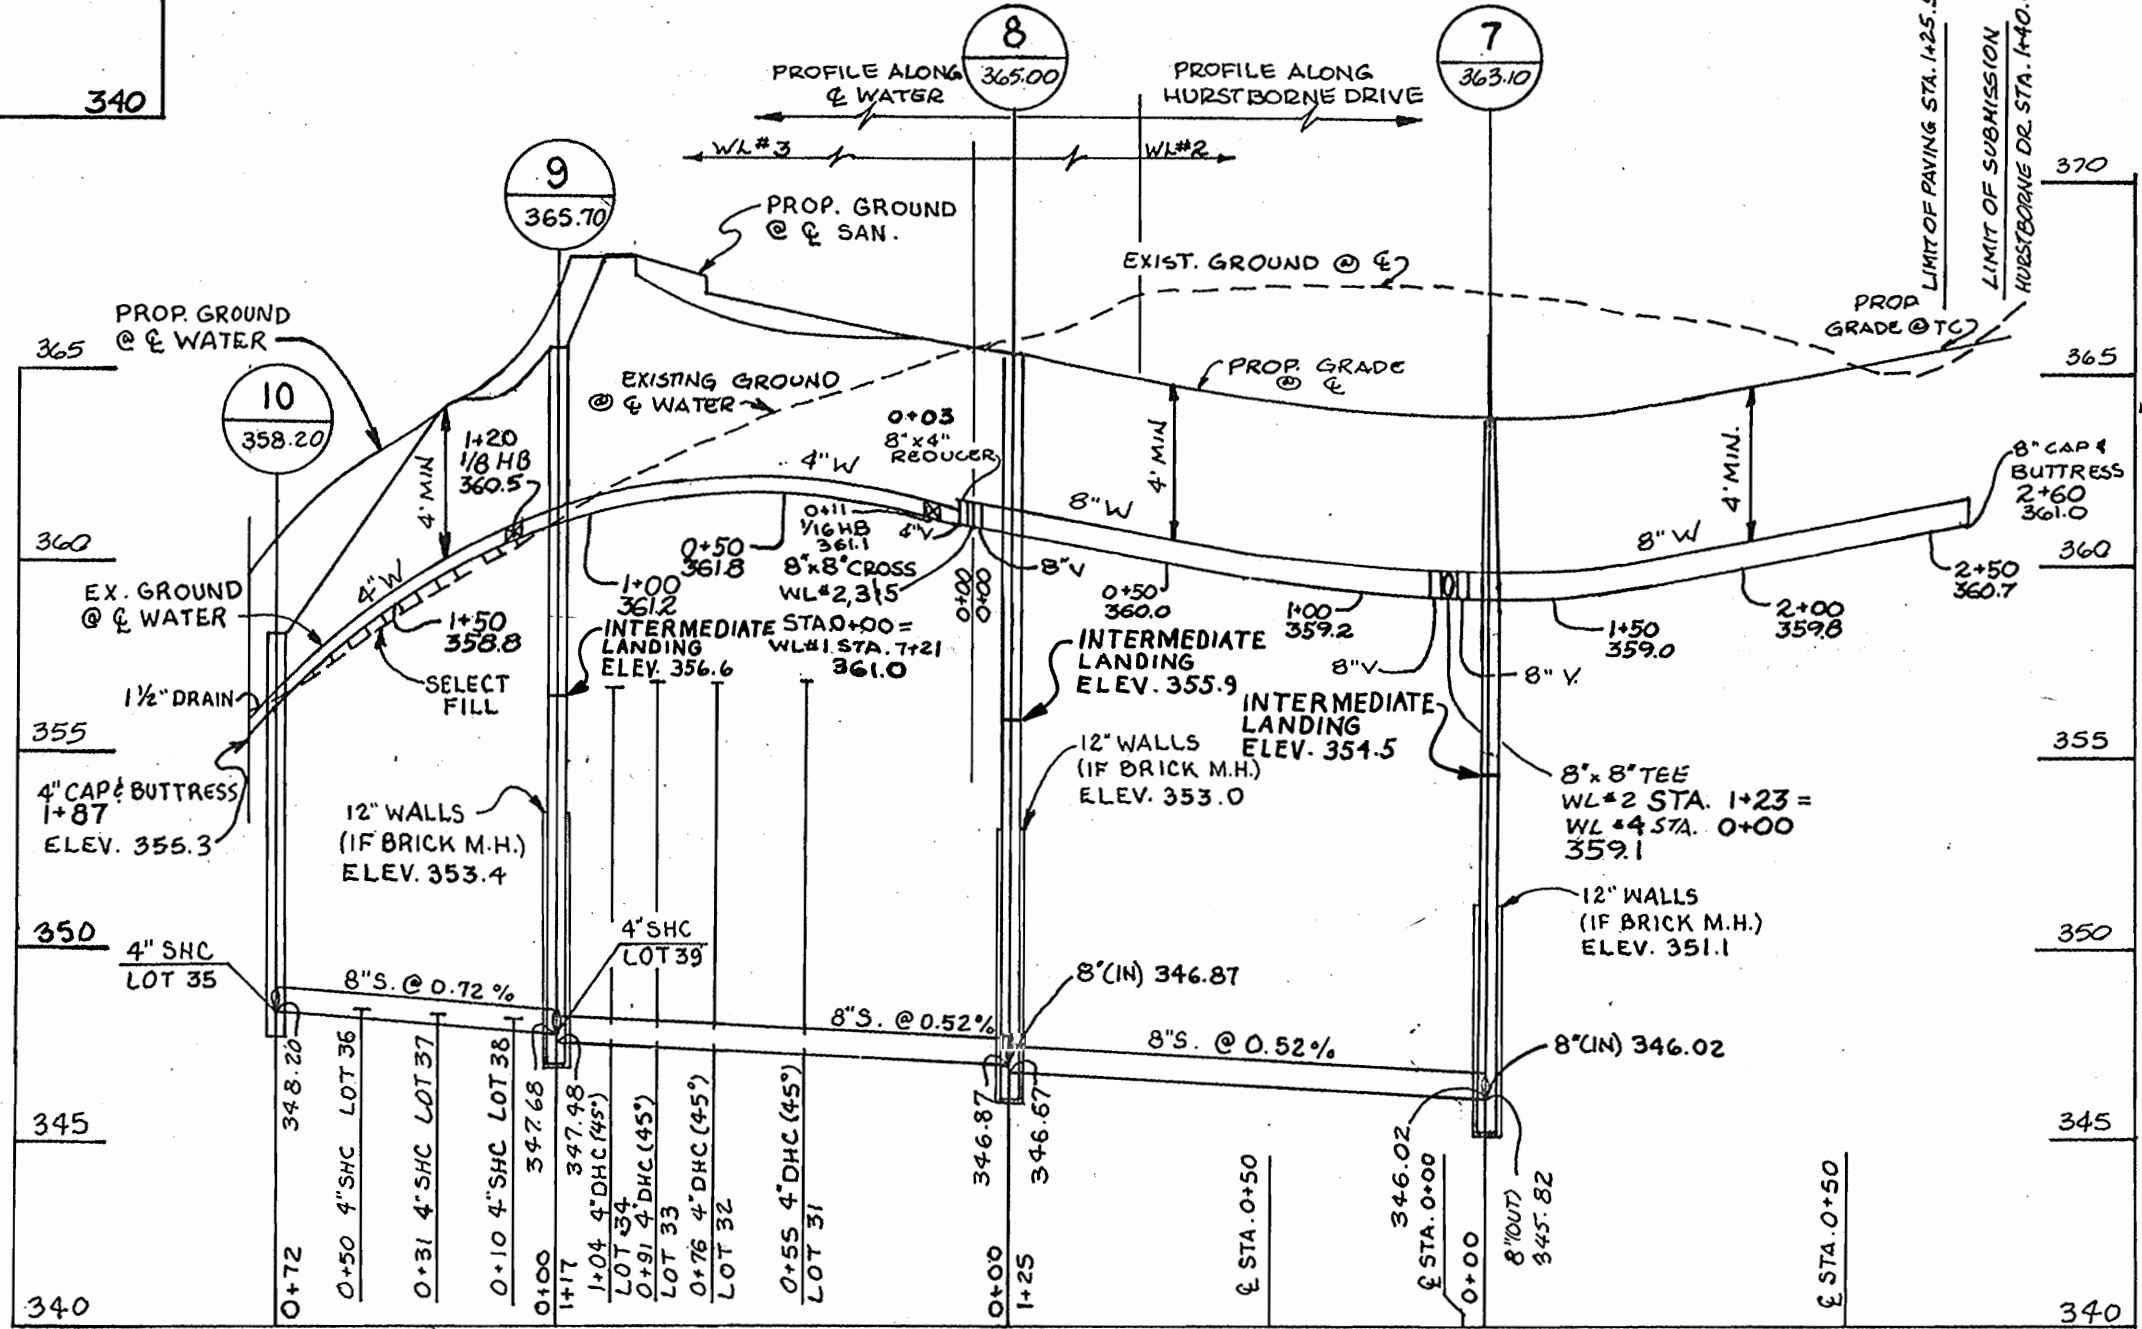 340
8
365.00
7
363.10
9
365.70
10
358.20
PROFILE ALONG
℄ WATER
PROFILE ALONG
HURSTBORNE DRIVE
WL#3
WL#2
LIMIT OF PAVING STA. 1+25.
LIMIT OF SUBMISSION
HURSTBORNE DR. STA. 1+40.
370
PROP. GROUND
@ ℄ SAN.
EXIST. GROUND @ ℄
PROP
GRADE @ TC
PROP. GROUND
@ ℄ WATER
365
365
EXISTING GROUND
@ ℄ WATER
PROP. GRADE
@ ℄
4' MIN
1+20
1/8 HB
360.5
4" W
0+03
8"x4"
REDUCER
4' MIN
4' MIN.
8" CAP &
BUTTRESS
2+60
361.0
8" W
8" W
360
360
0+11
1/16 HB
361.1
4"V
0+50
361.8
8"x8" CROSS
WL#2,3&5
STA 0+00 =
WL#1 STA. 7+21
361.0
0+00
0+00
8"V
0+50
360.0
1+00
359.2
8"V
8" V.
1+50
359.0
2+00
359.8
2+50
360.7
EX. GROUND
@ ℄ WATER
4"W
1+50
358.8
1+00
361.2
SELECT
FILL
1½" DRAIN
INTERMEDIATE
LANDING
ELEV. 356.6
INTERMEDIATE
LANDING
ELEV. 355.9
INTERMEDIATE
LANDING
ELEV. 354.5
355
355
4" CAP & BUTTRESS
1+87
ELEV. 355.3
12" WALLS
(IF BRICK M.H.)
ELEV. 353.4
12" WALLS
(IF BRICK M.H.)
ELEV. 353.0
8"x 8" TEE
WL#2 STA. 1+23 =
WL #4 STA. 0+00
359.1
12" WALLS
(IF BRICK M.H.)
ELEV. 351.1
350
350
4" SHC
LOT 35
4" SHC
LOT 39
8"S. @ 0.72 %
8"S. @ 0.52%
8"S. @ 0.52%
8"(IN) 346.87
8"(IN) 346.02
345
345
348.20
0+72
0+50 4"SHC LOT 36
0+31 4"SHC LOT 37
0+10 4"SHC LOT 38
347.68
0+00
347.48
1+17
1+04 4"DHC (45°)
LOT 34
0+91 4"DHC (45°)
LOT 33
0+76 4"DHC (45°)
LOT 32
0+55 4"DHC (45°)
LOT 31
346.87
346.67
0+00
1+25
℄ STA. 0+50
346.02
℄ STA. 0+00
0+00
8"(OUT)
345.82
℄ STA. 0+50
340
340